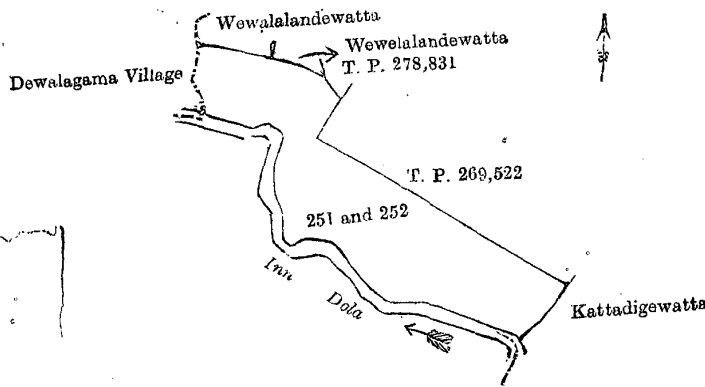 Wewalalandewatta
Wewelalandewatta
T. P. 278,831
Dewalagama Village
T. P. 269,522
251 and 252
Inn Dola
Kattadigewatta